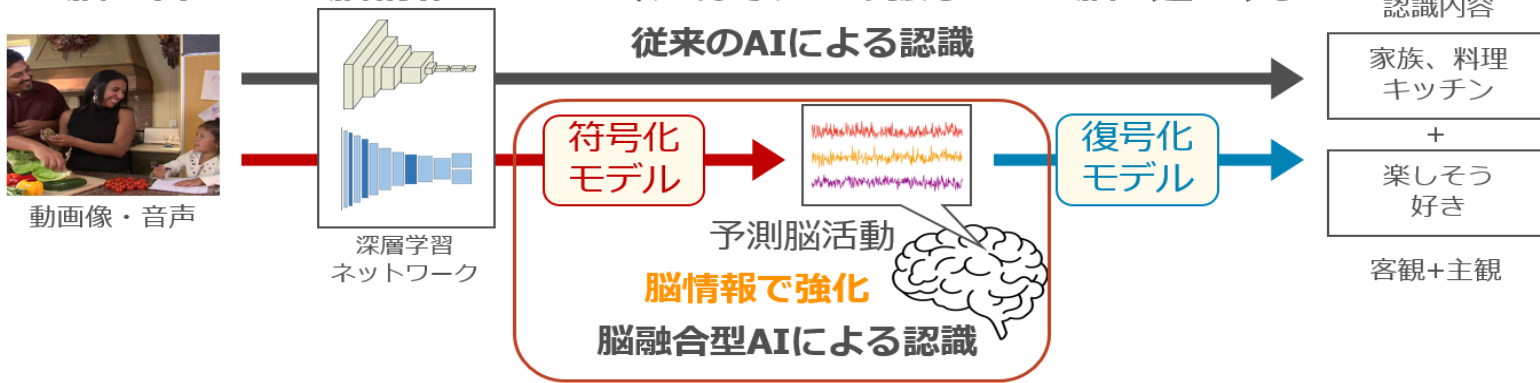 認識内容
従来のAIによる認識
家族、料理
キッチン
+
符号化
モデル
復号化
モデル
楽しそう
好き
動画像・音声
深層学習
ネットワーク
予測脳活動
脳情報で強化
客観+主観
脳融合型AIによる認識